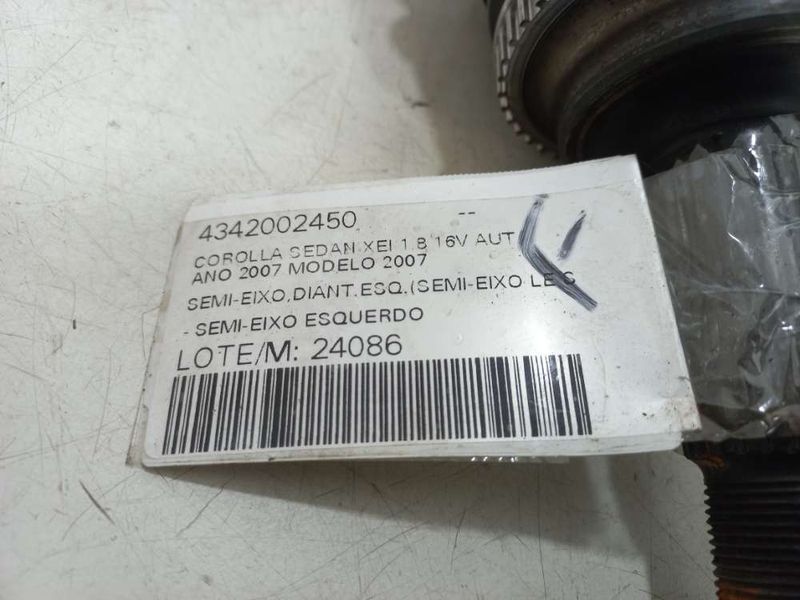 4342002450 --
COROLLA SEDAN XEI 1.8 16V AUT
ANO 2007 MODELO 2007
SEMI-EIXO,DIANT.ESQ.(SEMI-EIXO LE S
- SEMI-EIXO ESQUERDO
LOTE/M: 24086